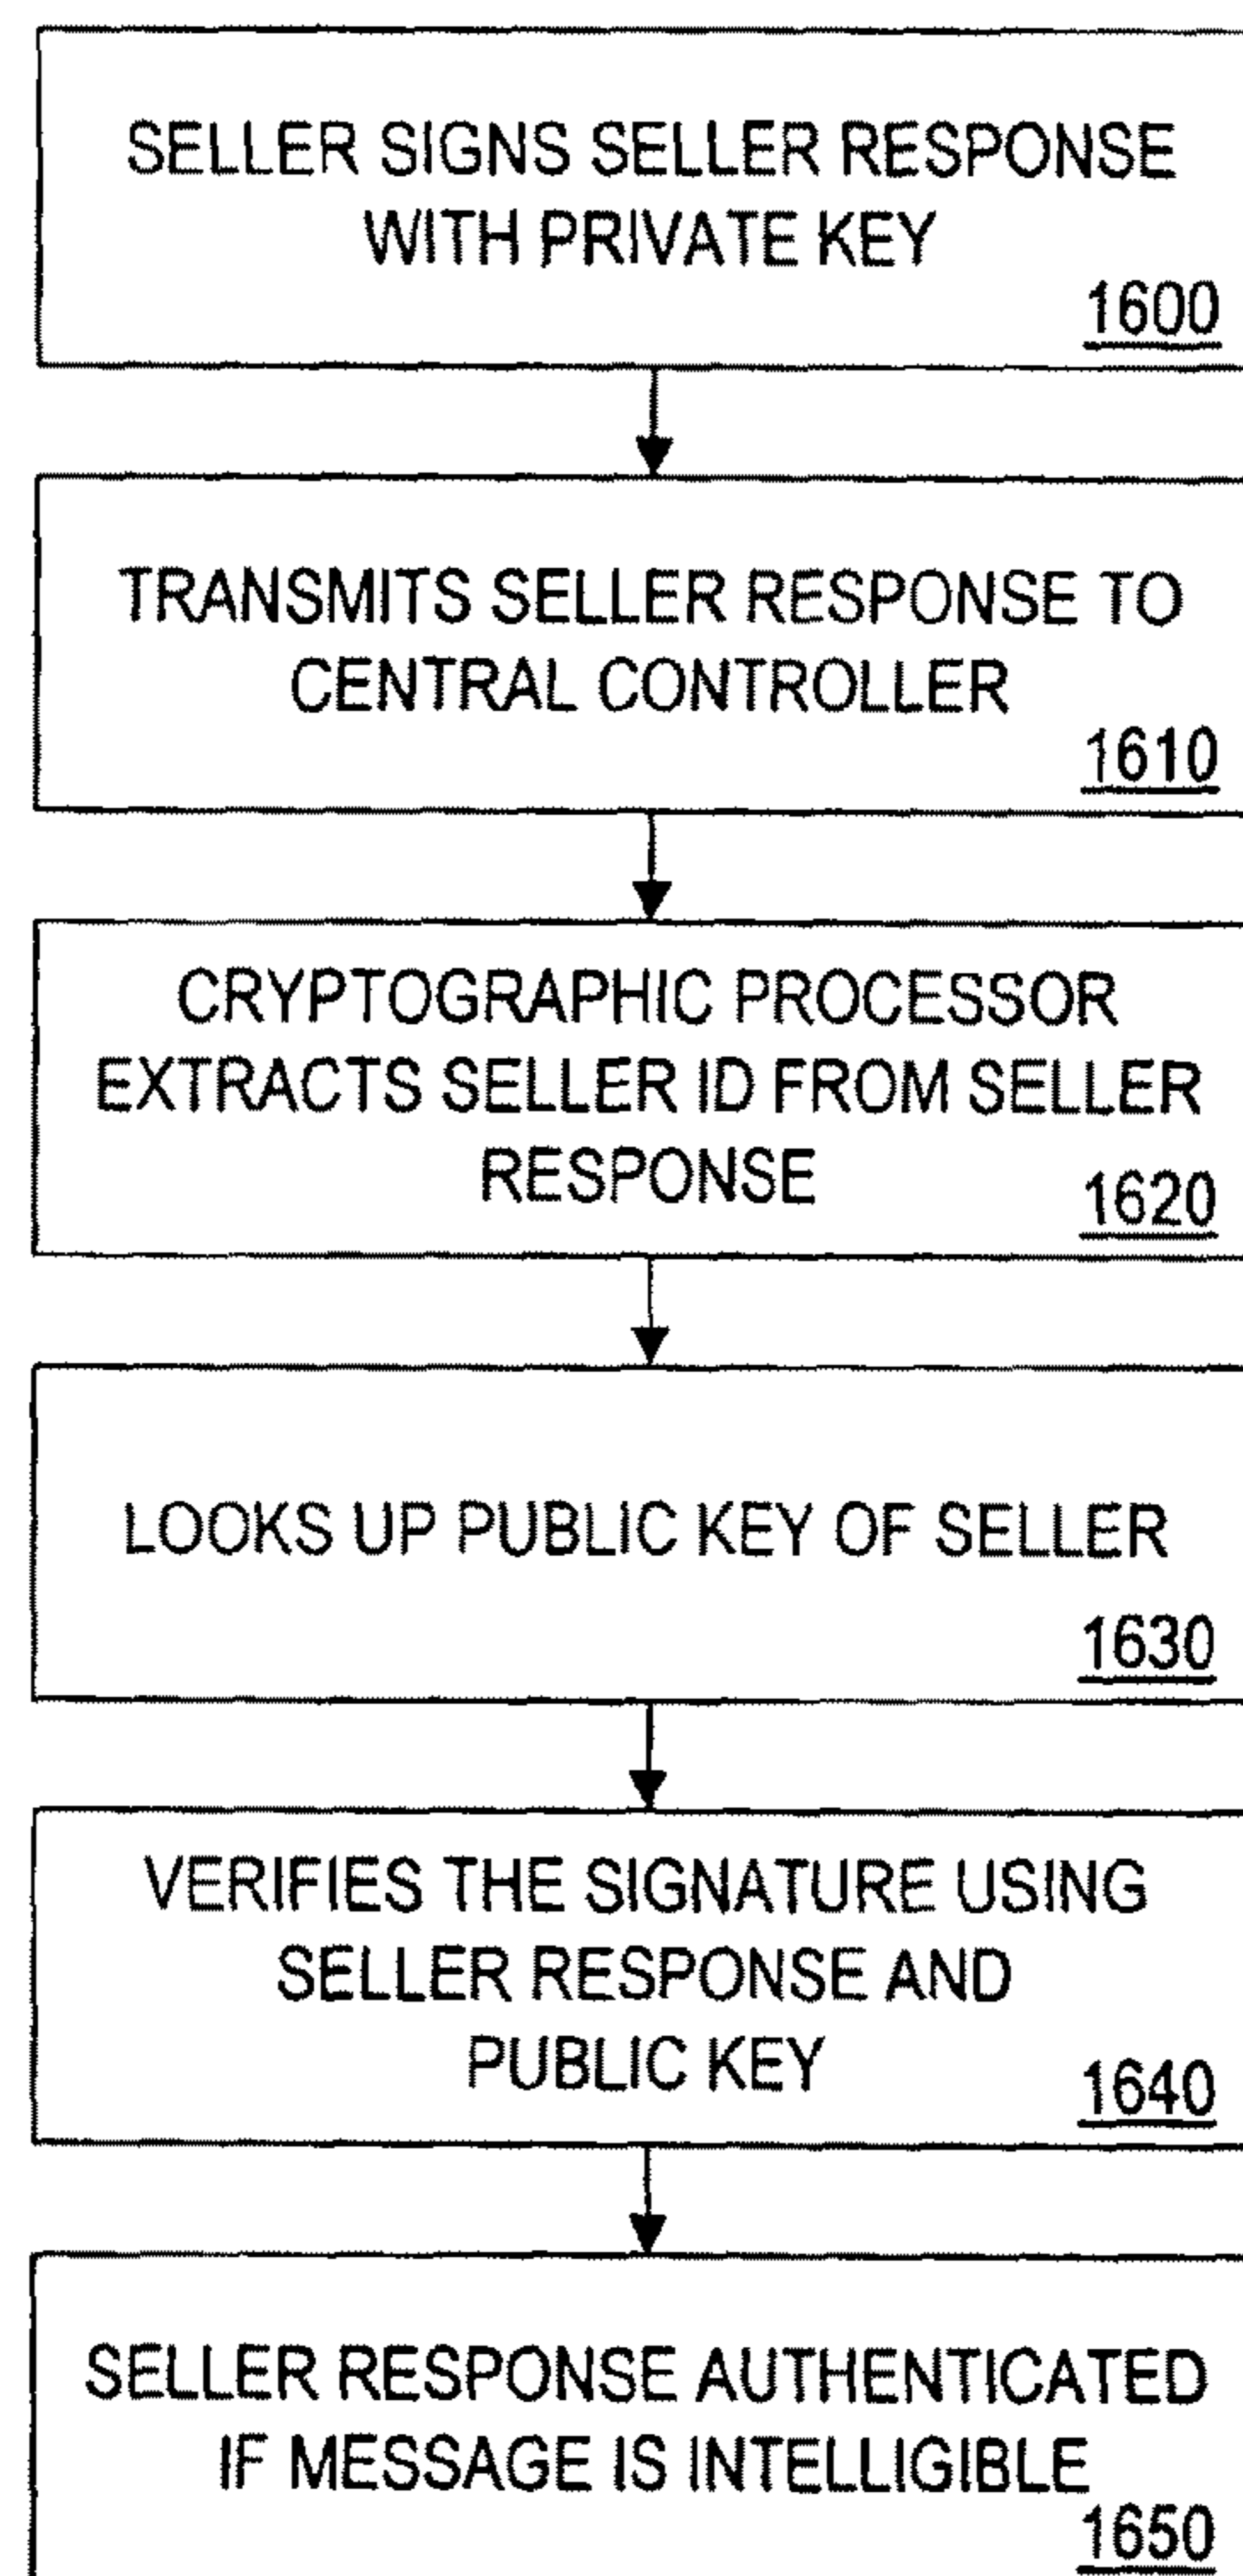 SELLER SIGNS SELLER RESPONSE
WITH PRIVATE KEY
1600
TRANSMITS SELLER RESPONSE TO
CENTRAL CONTROLLER
1610
CRYPTOGRAPHIC PROCESSOR
EXTRACTS SELLER ID FROM SELLER
RESPONSE
1620
LOOKS UP PUBLIC KEY OF SELLER
1630
VERIFIES THE SIGNATURE USING
SELLER RESPONSE AND
PUBLIC KEY
1640
SELLER RESPONSE AUTHENTICATED
IF MESSAGE IS INTELLIGIBLE
1650